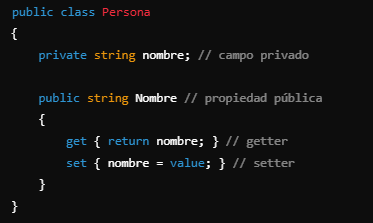 public class Persona
{
    private string nombre; // campo privado

    public string Nombre // propiedad pública
    {
        get { return nombre; } // getter
        set { nombre = value; } // setter
    }
}